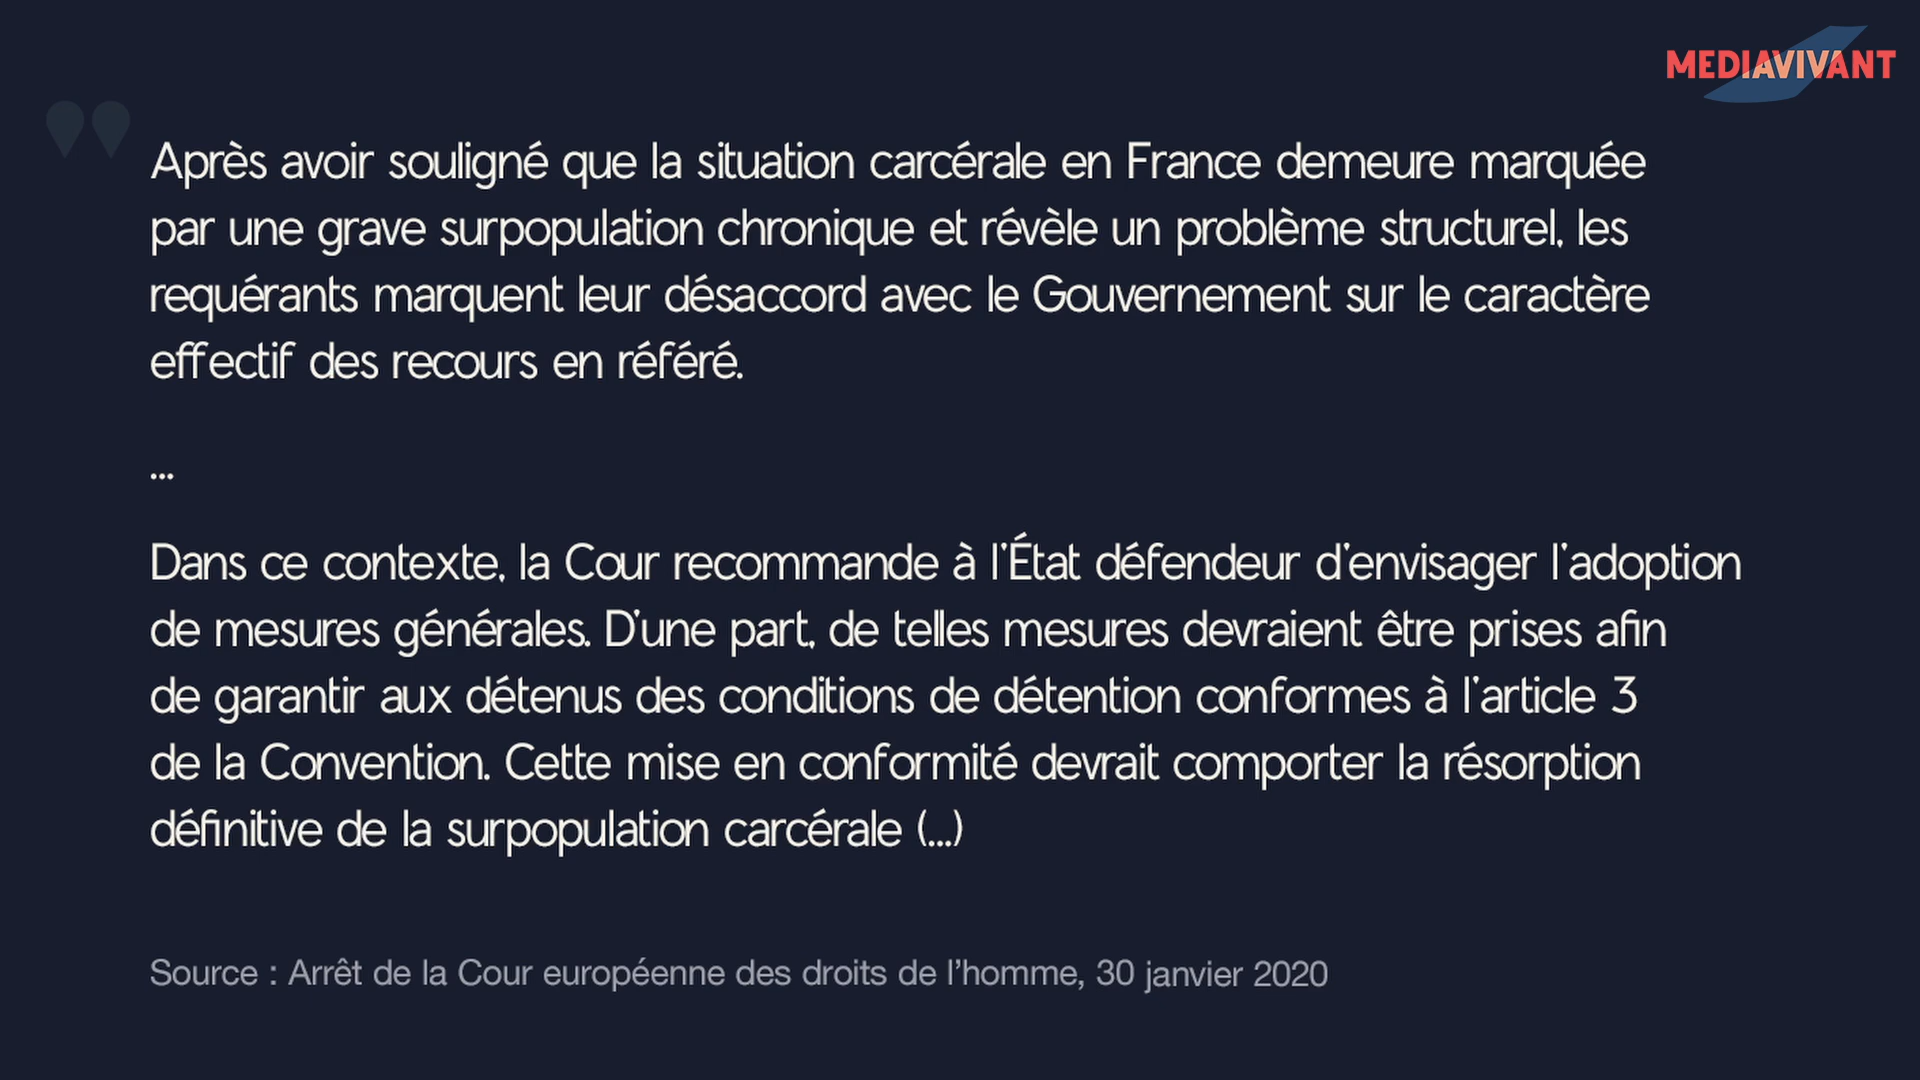 MEDIAVIVANT
Après avoir souligné que la situation carcérale en France demeure marquée
par une grave surpopulation chronique et révèle un problème structurel, les
requérants marquent leur désaccord avec le Gouvernement sur le caractère
effectif des recours en référé.
...
Dans ce contexte, la Cour recommande à l'État défendeur d'envisager l'adoption
de mesures générales. D'une part, de telles mesures devraient être prises afin
de garantir aux détenus des conditions de détention conformes à l'article 3
de la Convention. Cette mise en conformité devrait comporter la résorption
définitive de la surpopulation carcérale (...)
Source : Arrêt de la Cour européenne des droits de l'homme, 30 janvier 2020